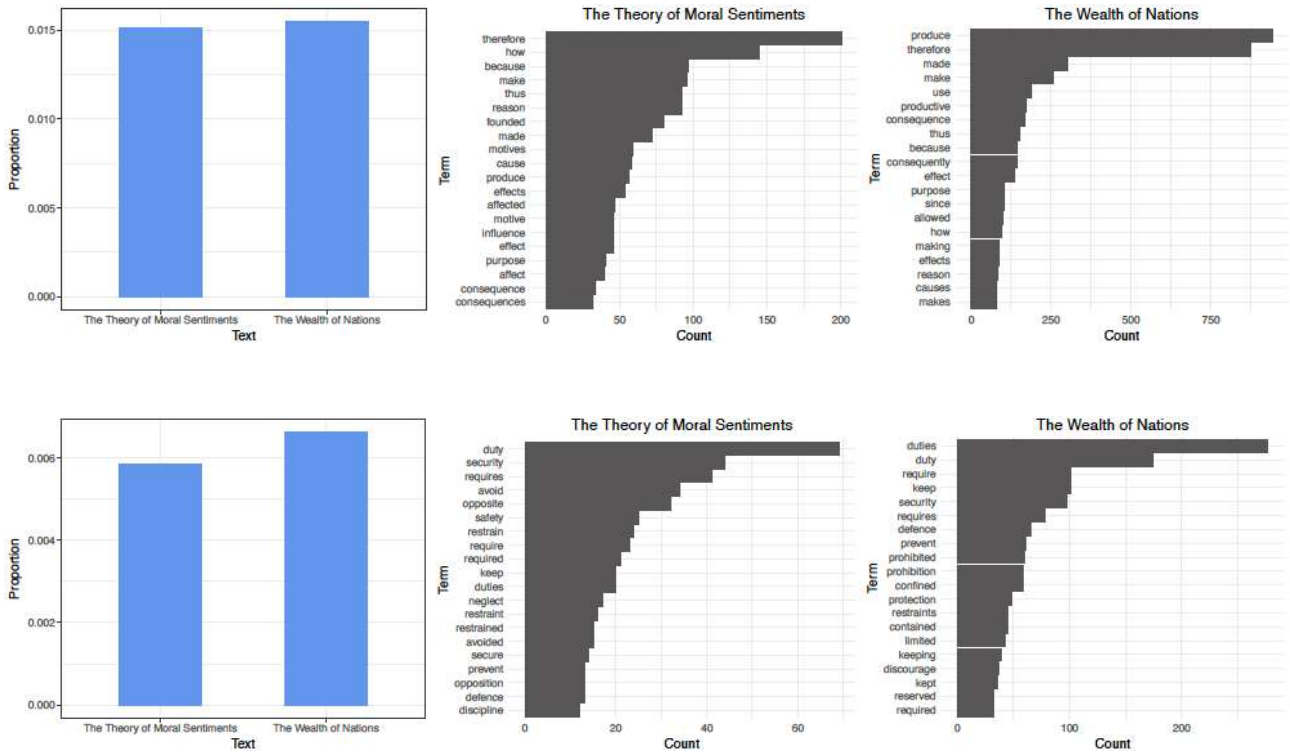 The Theory of Moral Sentiments
The Wealth of Nations
0.015
0.010
0.005
0.000
Proportion
The Theory of Moral Sentiments
The Wealth of Nations
Text
therefore
how
because
make
thus
reason
founded
made
motives
cause
produce
effects
affected
motive
influence
effect
purpose
affect
consequence
consequences
Term
0
50
100
150
200
Count
produce
therefore
made
make
use
productive
consequence
thus
because
consequently
effect
purpose
since
allowed
how
making
effects
reason
causes
makes
Term
0
250
500
750
Count
The Theory of Moral Sentiments
The Wealth of Nations
0.006
0.004
0.002
0.000
Proportion
The Theory of Moral Sentiments
The Wealth of Nations
Text
duty
security
requires
avoid
opposite
safety
restrain
require
required
keep
duties
neglect
restraint
restrained
avoided
secure
prevent
opposition
defence
discipline
Term
0
20
40
60
Count
duties
duty
require
keep
security
requires
defence
prevent
prohibited
prohibition
confined
protection
restraints
contained
limited
keeping
discourage
kept
reserved
required
Term
0
100
200
Count